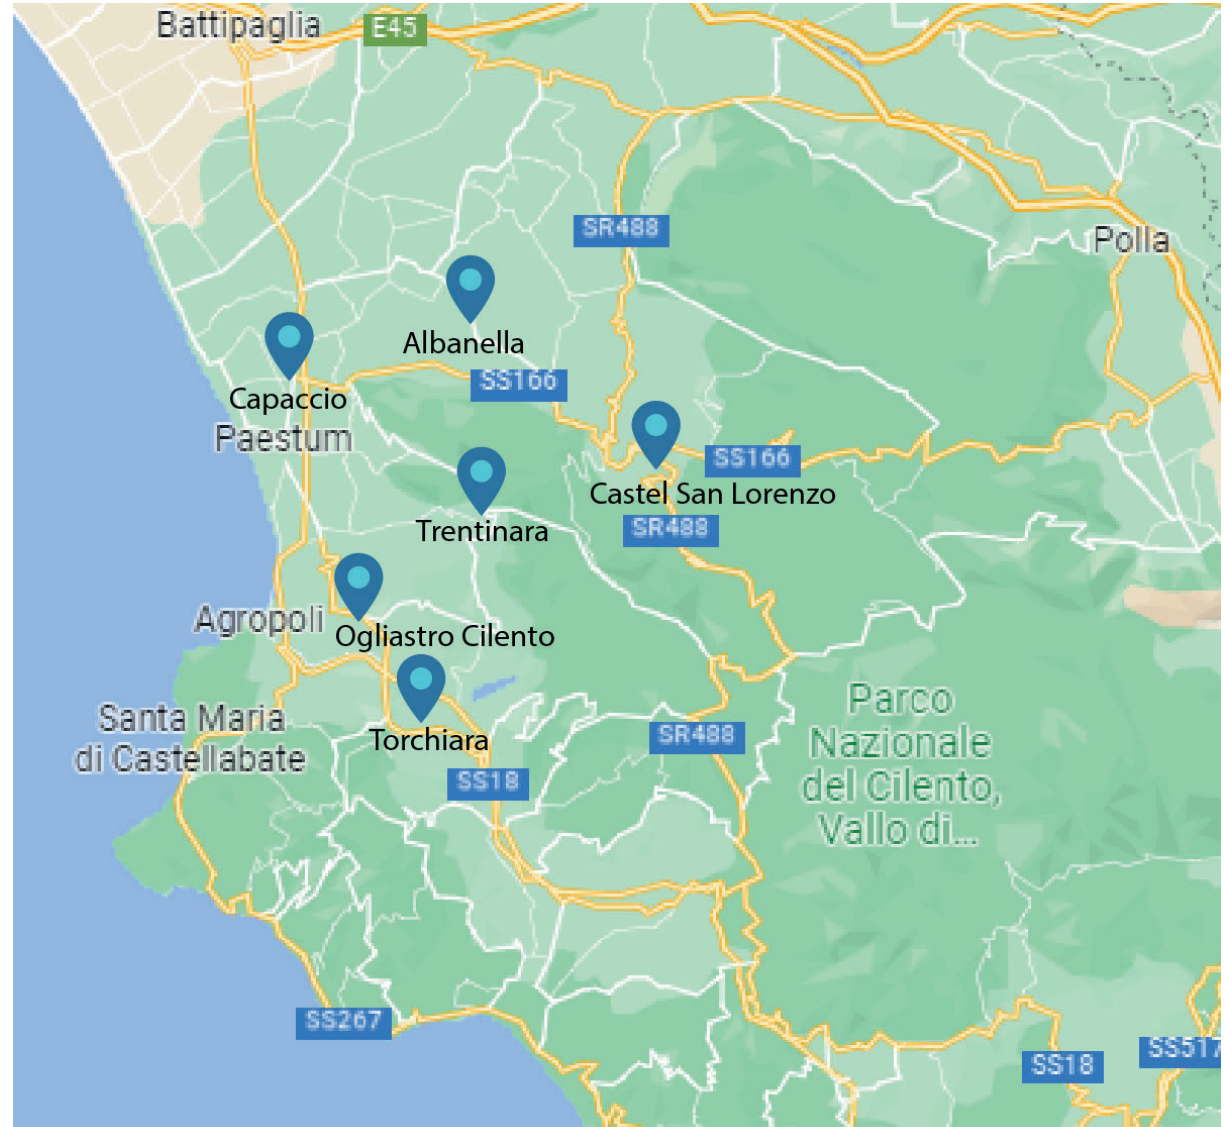 Battipaglia
E45
SR488
Polla
Albanella
SS166
Capaccio
Paestum
SS166
Castel San Lorenzo
Trentinara
SR488
Agropoli
Ogliastro Cilento
Santa Maria
di Castellabate
Torchiara
SR488
Parco
Nazionale
del Cilento,
Vallo di...
SS18
SS267
SS18
SS517